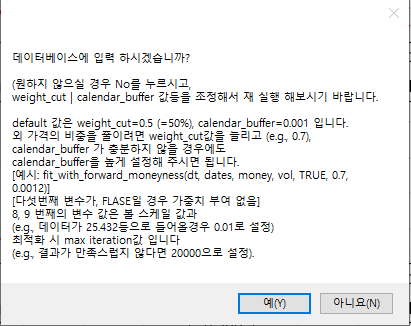 데이터베이스에 입력 하시겠습니까?
(원하지 않으실 경우 No를 누르시고,
weight_cut | calendar_buffer 값등을 조정해서 재 실행 해보시기 바랍니다.
default 값은 weight_cut=0.5 (=50%), calendar_buffer=0.001 입니다.
외 가격의 비중을 줄이려면 weight_cut값을 늘리고 (e.g., 0.7),
calendar_buffer 가 충분하지 않을 경우에도
calendar_buffer을 높게 설정해 주시면 됩니다.
[예시: fit_with_forward_moneyness(dt, dates, money, vol, TRUE, 0.7,
0.0012)]
[다섯번째 변수가, FLASE일 경우 가중치 부여 없음]
8, 9 번째의 변수 값은 볼 스케일 값과
(e.g., 데이터가 25.432등으로 들어올경우 0.01로 설정)
최적화 시 max iteration값 입니다
(e.g., 결과가 만족스럽지 않다면 20000으로 설정).
예(Y)
아니요(N)